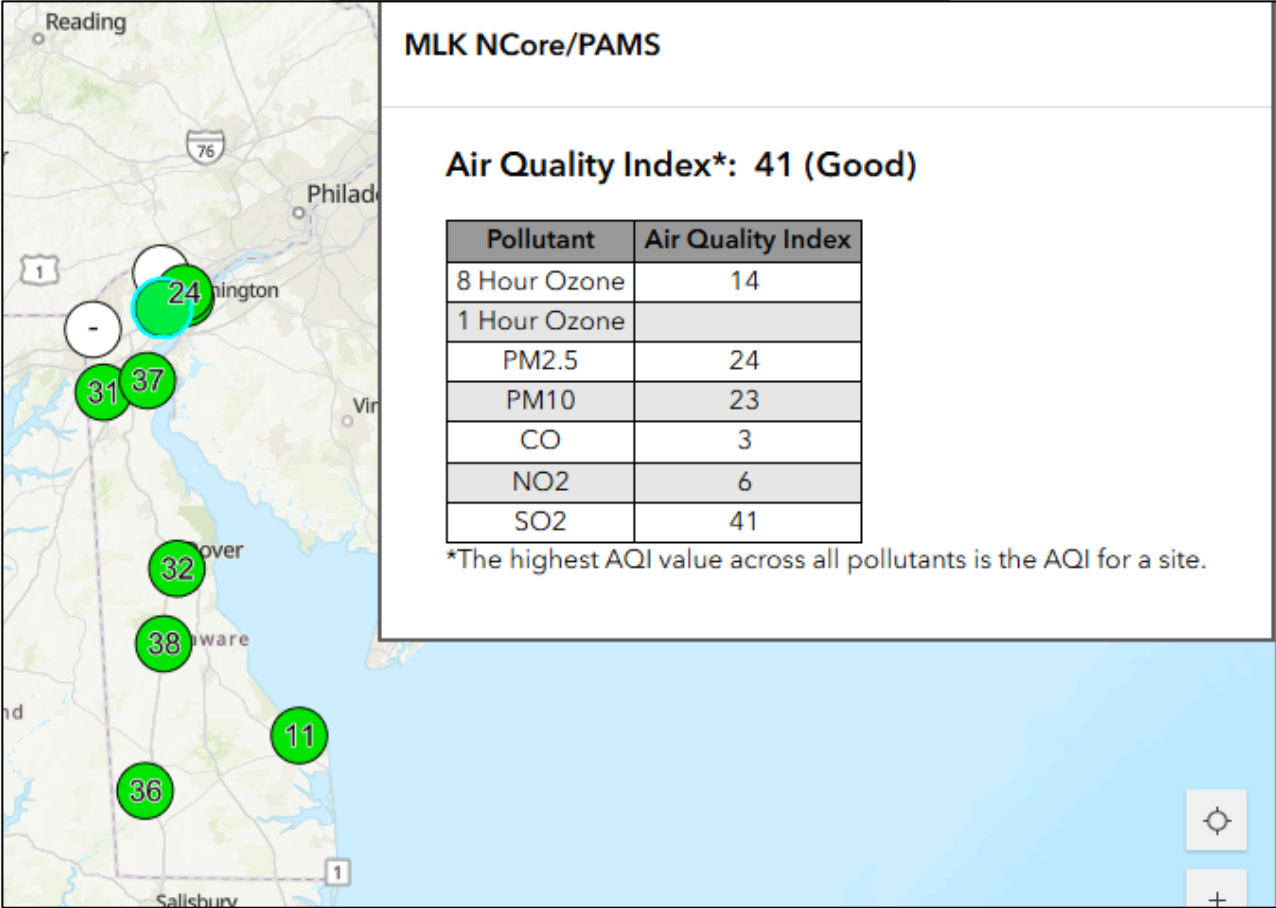 Reading
MLK NCore/PAMS
76
Air Quality Index*: 41 (Good)
Philad
Pollutant Air Quality Index
8 Hour Ozone 14
1 Hour Ozone
PM2.5 24
PM10 23
CO 3
NO2 6
SO2 41
*The highest AQI value across all pollutants is the AQI for a site.
1
24 nington
-
31 37
Vir
32 over
38 ware
nd
11
36
1
Salisbury
+